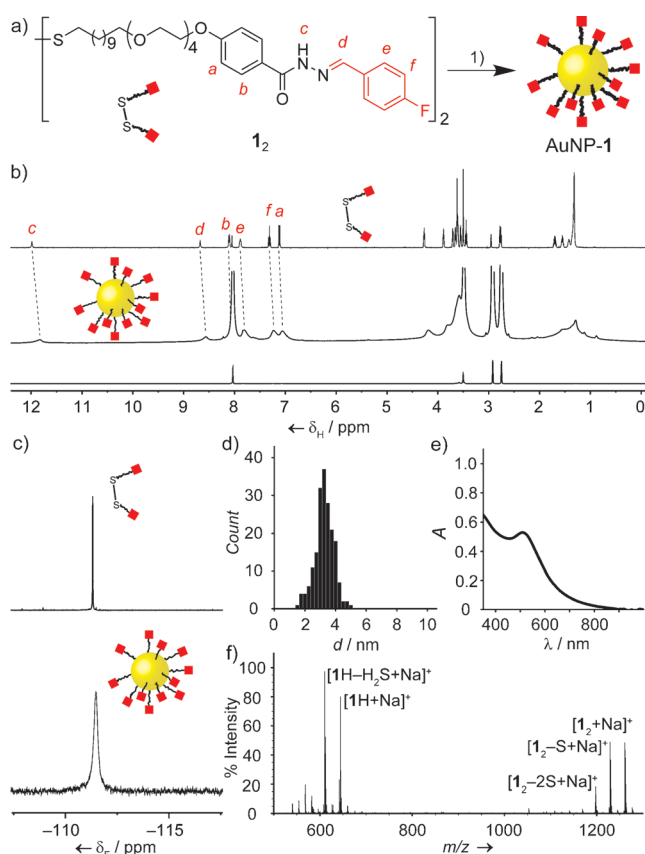 a)
S
9
O
4
O
a
b
O
c
H
N
N
d
e
f
F
2
S
S
1₂
1)
AuNP-1
b)
c
d
b
e
f
a
S
S
12 11 10 9 8 7 6 5 4 3 2 1 0
← δH / ppm
c)
S
S
−110 −115
← δF / ppm
d)
Count
40
30
20
10
0
0 2 4 6 8 10
d / nm
e)
A
1.0
0.8
0.6
0.4
0.2
0
400 600 800
λ / nm
f)
% Intensity
100
80
60
40
20
0
[1H–H₂S+Na]⁺
[1H+Na]⁺
[1₂+Na]⁺
[1₂–S+Na]⁺
[1₂–2S+Na]⁺
600 800 1000 1200
m/z →